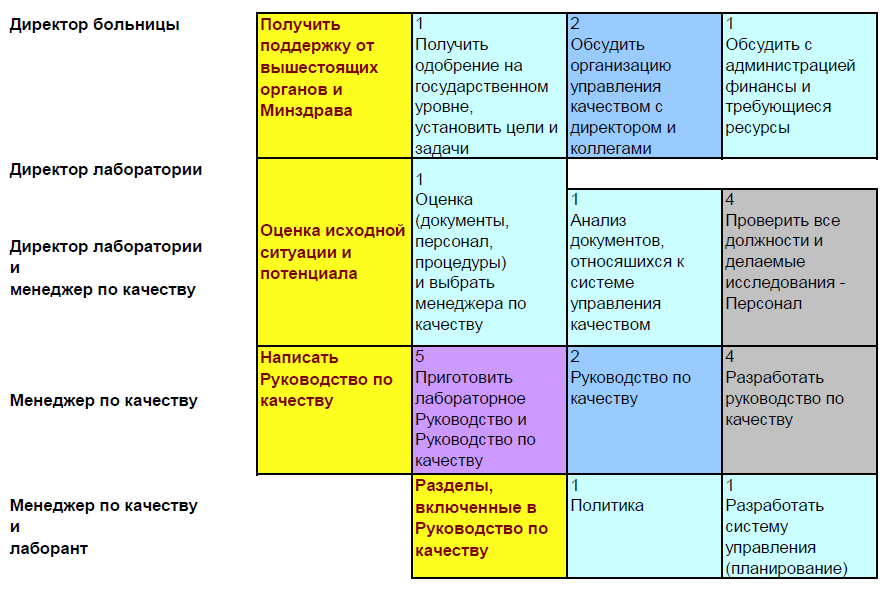 Директор больницы
Получить
поддержку от
вышестоящих
органов и
Минздрава
1
Получить
одобрение на
государственном
уровне,
установить цели и
задачи
2
Обсудить
организацию
управления
качеством с
директором и
коллегами
1
Обсудить с
администрацией
финансы и
требующиеся
ресурсы
Директор лаборатории
Директор лаборатории
и
менеджер по качеству
Оценка исходной
ситуации и
потенциала
1
Оценка
(документы,
персонал,
процедуры)
и выбрать
менеджера по
качеству
1
Анализ
документов,
относяшихся к
системе
управления
качеством
4
Проверить все
должности и
делаемые
исследования -
Персонал
Менеджер по качеству
Написать
Руководство по
качеству
5
Приготовить
лабораторное
Руководство и
Руководство по
качеству
2
Руководство по
качеству
4
Разработать
руководство по
качеству
Менеджер по качеству
и
лаборант
Разделы,
включенные в
Руководство по
качеству
1
Политика
1
Разработать
систему
управления
(планирование)